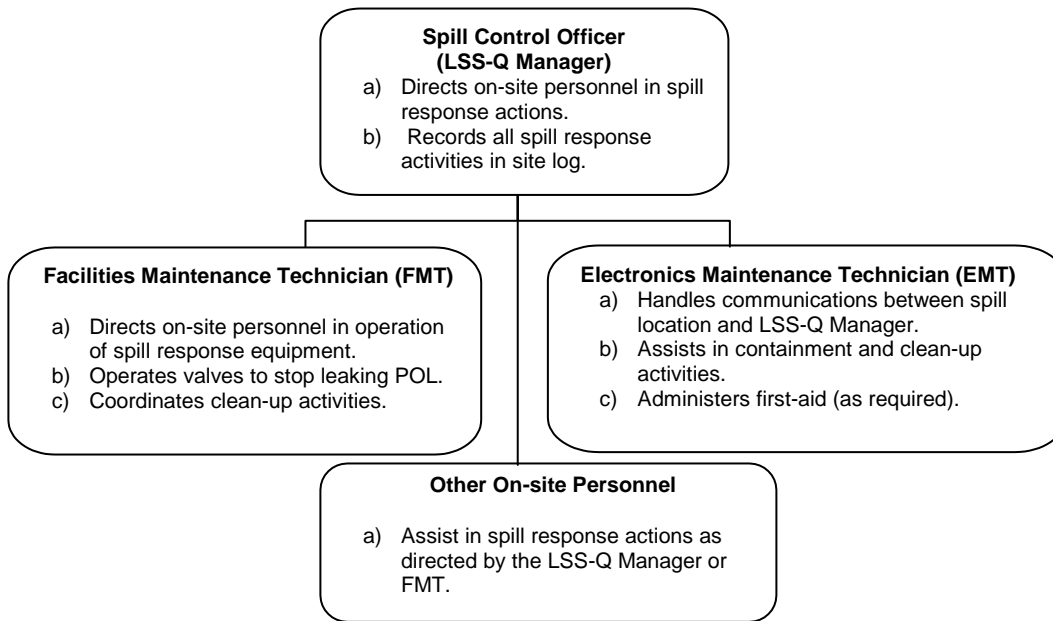 Spill Control Officer
(LSS-Q Manager)
a) Directs on-site personnel in spill
response actions.
b) Records all spill response
activities in site log.
Facilities Maintenance Technician (FMT)
a) Directs on-site personnel in operation
of spill response equipment.
b) Operates valves to stop leaking POL.
c) Coordinates clean-up activities.
Electronics Maintenance Technician (EMT)
a) Handles communications between spill
location and LSS-Q Manager.
b) Assists in containment and clean-up
activities.
c) Administers first-aid (as required).
Other On-site Personnel
a) Assist in spill response actions as
directed by the LSS-Q Manager or
FMT.